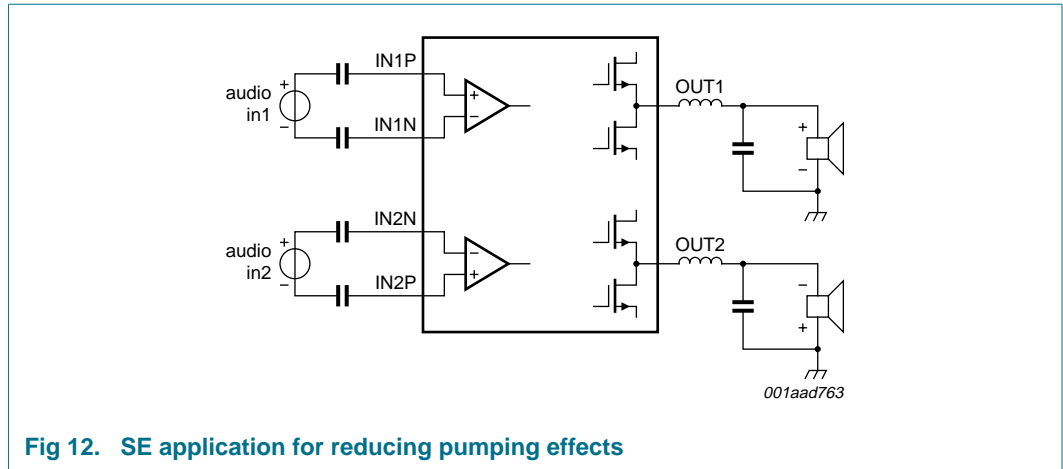 IN1P
audio
in1
+
−
IN1N
+
−
OUT1
+
−
IN2N
audio
in2
+
−
IN2P
−
+
OUT2
−
+
001aad763
Fig 12. SE application for reducing pumping effects